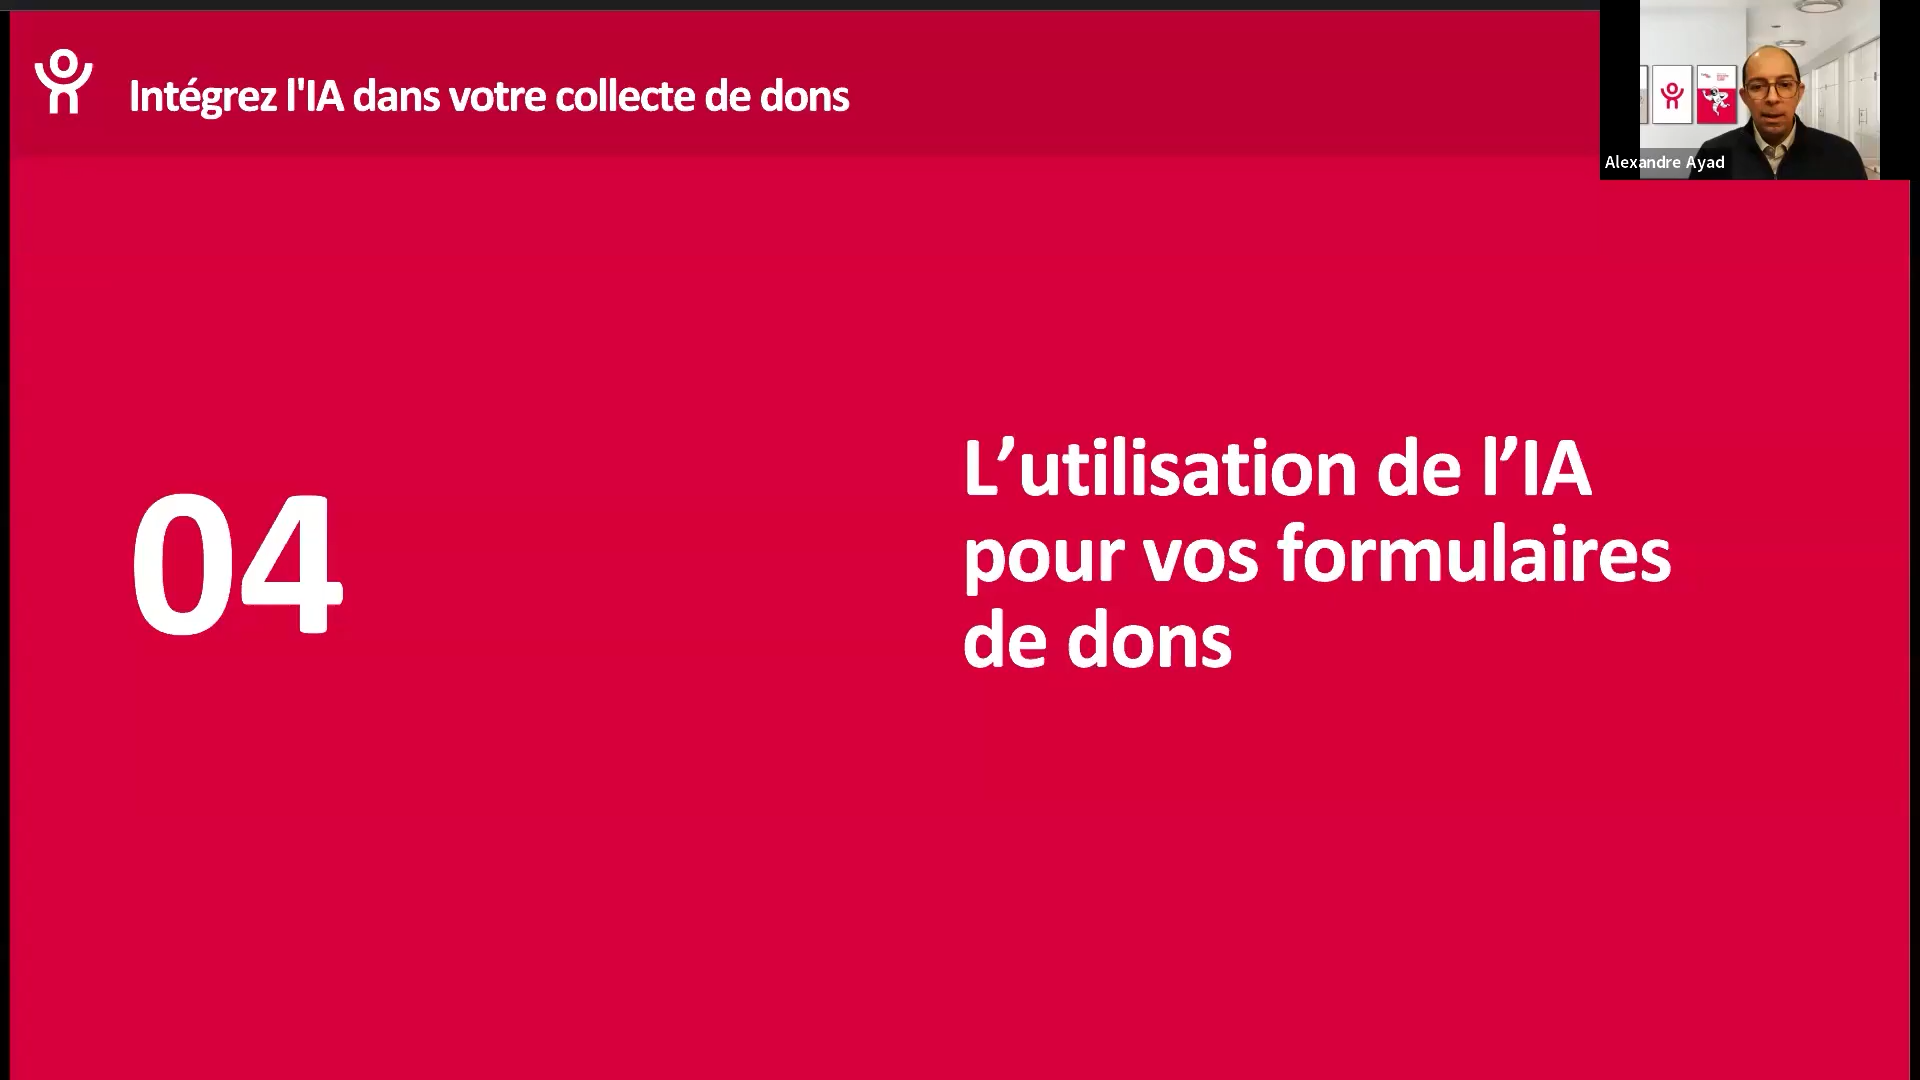 Intégrez l'IA dans votre collecte de dons
Alexandre Ayad
04
L’utilisation de l’IA
pour vos formulaires
de dons